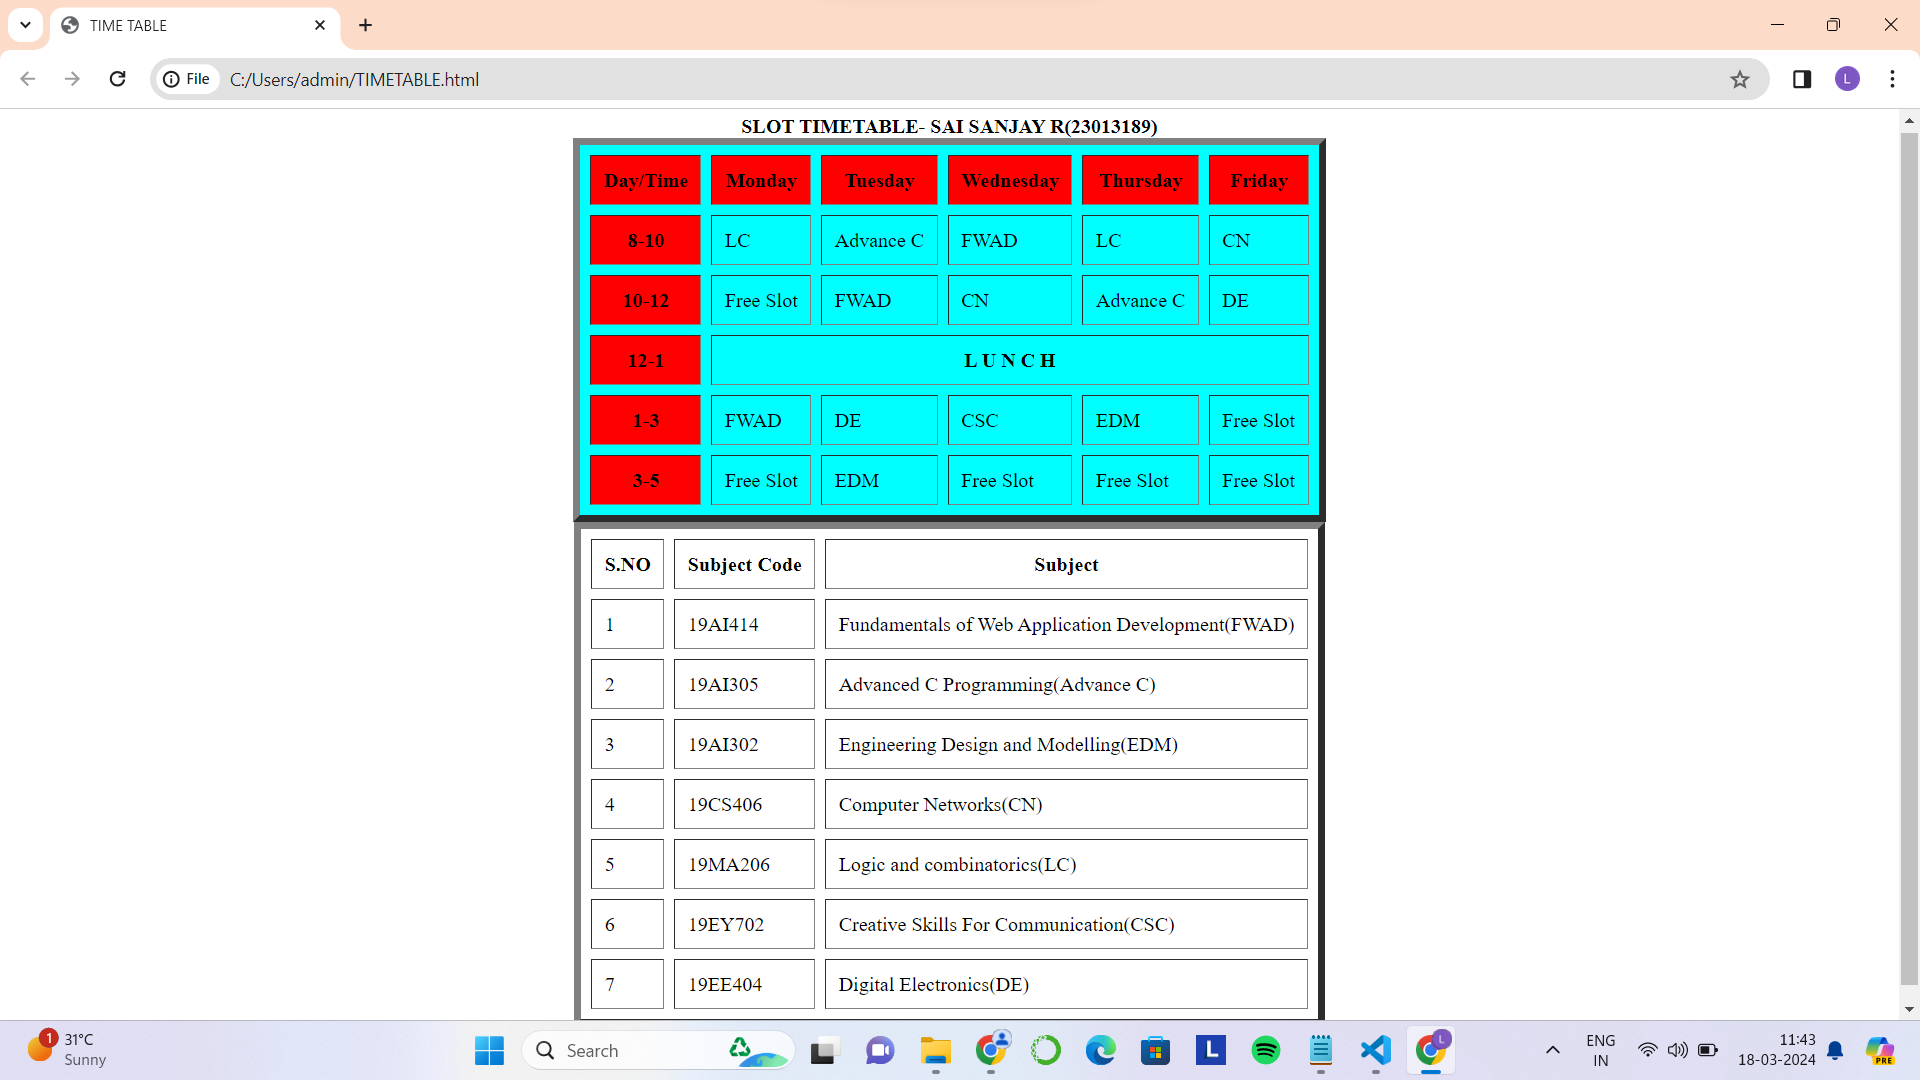 TIME TABLE
File C:/Users/admin/TIMETABLE.html
L
SLOT TIMETABLE- SAI SANJAY R(23013189)
Day/Time Monday Tuesday Wednesday Thursday Friday
8-10 LC Advance C FWAD LC CN
10-12 Free Slot FWAD CN Advance C DE
12-1 L U N C H
1-3 FWAD DE CSC EDM Free Slot
3-5 Free Slot EDM Free Slot Free Slot Free Slot
S.NO Subject Code Subject
1 19AI414 Fundamentals of Web Application Development(FWAD)
2 19AI305 Advanced C Programming(Advance C)
3 19AI302 Engineering Design and Modelling(EDM)
4 19CS406 Computer Networks(CN)
5 19MA206 Logic and combinatorics(LC)
6 19EY702 Creative Skills For Communication(CSC)
7 19EE404 Digital Electronics(DE)
1 31°C
Sunny
Search
L
L
ENG
IN
11:43
18-03-2024
PRE